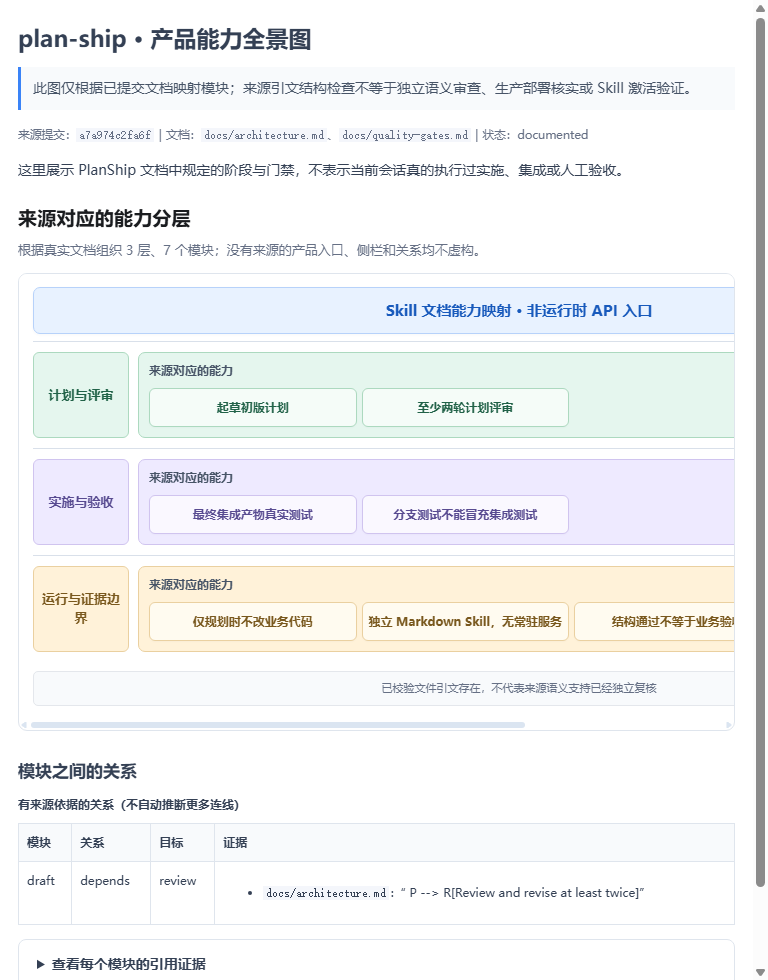 plan-ship • 产品能力全景图
此图仅根据已提交文档映射模块；来源引文结构检查不等于独立语义审查、生产部署核实或 Skill 激活验证。
来源提交： a7a974c2fa6f | 文档： docs/architecture.md 、 docs/quality-gates.md | 状态：documented
这里展示 PlanShip 文档中规定的阶段与门禁，不表示当前会话真的执行过实施、集成或人工验收。
来源对应的能力分层
根据真实文档组织 3 层、7 个模块；没有来源的产品入口、侧栏和关系均不虚构。
Skill 文档能力映射 • 非运行时 API 入口
计划与评审
来源对应的能力
起草初版计划
至少两轮计划评审
实施与验收
来源对应的能力
最终集成产物真实测试
分支测试不能冒充集成测试
运行与证据边
界
来源对应的能力
仅规划时不改业务代码
独立 Markdown Skill，无常驻服务
结构通过不等于业务验
已校验文件引文存在，不代表来源语义支持已经独立复核
模块之间的关系
有来源依据的关系（不自动推断更多连线）
模块 关系 目标 证据
draft depends review • docs/architecture.md ：“ P --> R[Review and revise at least twice]”
▶ 查看每个模块的引用证据